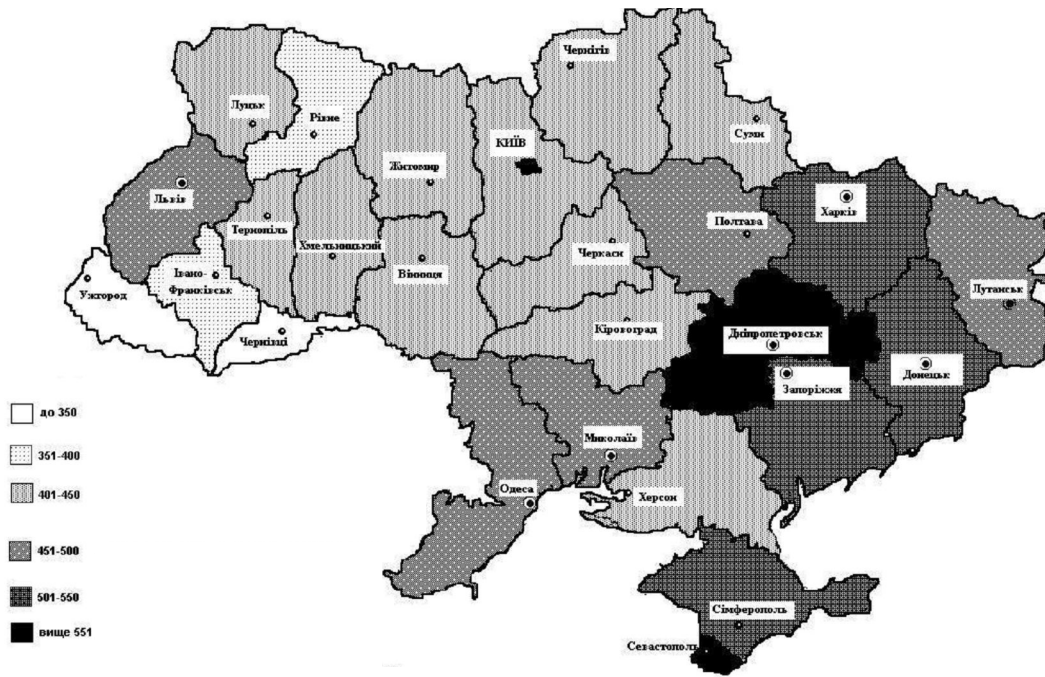 Чернігів
Луцьк
Рівне
Суми
КИЇВ
Житомир
Львів
Харків
Полтава
Тернопіль
Хмельницький
Черкаси
Вінниця
Івано-
Франківськ
Ужгород
Луганськ
Чернівці
Кіровоград
Дніпропетровськ
Донецьк
Запоріжжя
до 350
351-400
401-450
451-500
501-550
вище 551
Миколаїв
Одеса
Херсон
Сімферополь
Севастополь